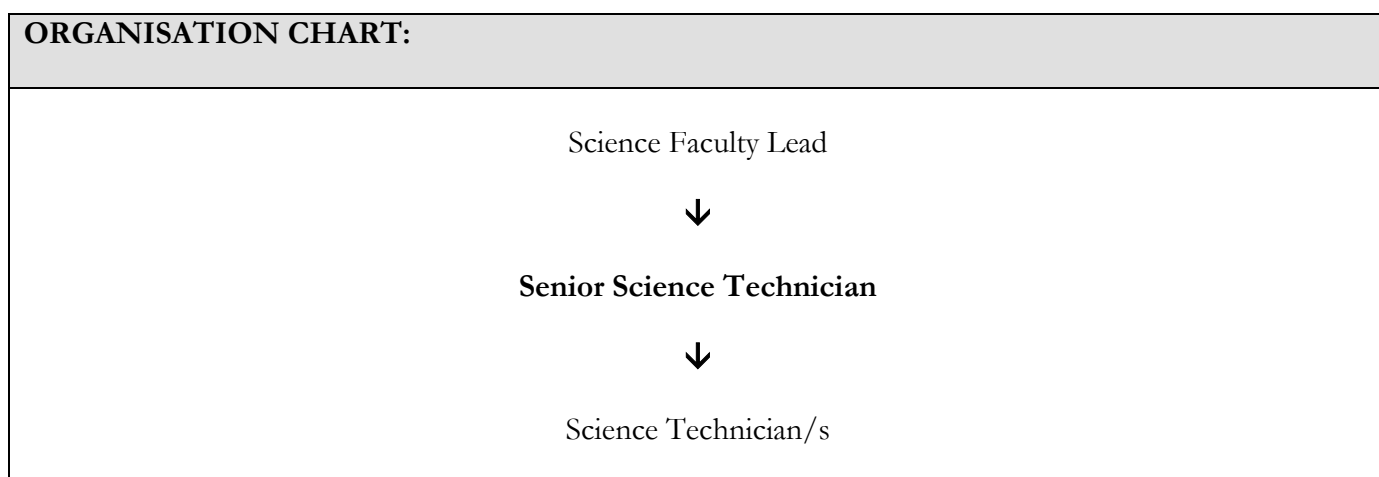 ORGANISATION CHART:
Science Faculty Lead
↓
Senior Science Technician
↓
Science Technician/s